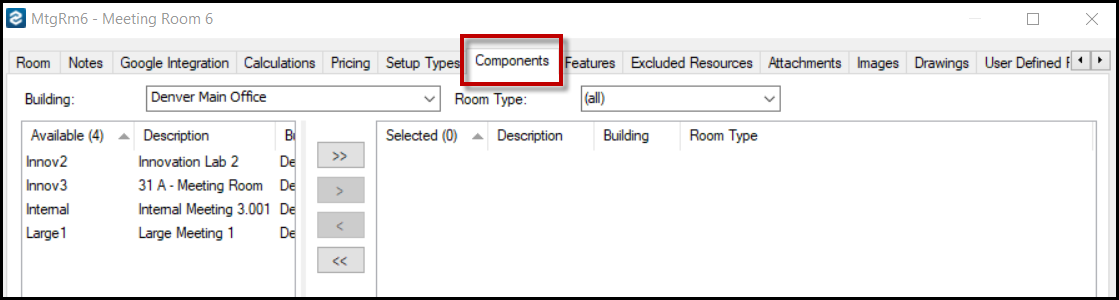 MtgRm6 - Meeting Room 6
Room Notes Google Integration Calculations Pricing Setup Types Components Features Excluded Resources Attachments Images Drawings User Defined F
Building: Denver Main Office Room Type: (all)
Available (4) Description Bu Selected (0) Description Building Room Type
Innov2 Innovation Lab 2 De
Innov3 31 A - Meeting Room De
Internal Internal Meeting 3.001 De
Large1 Large Meeting 1 De
>>
>
<
<<